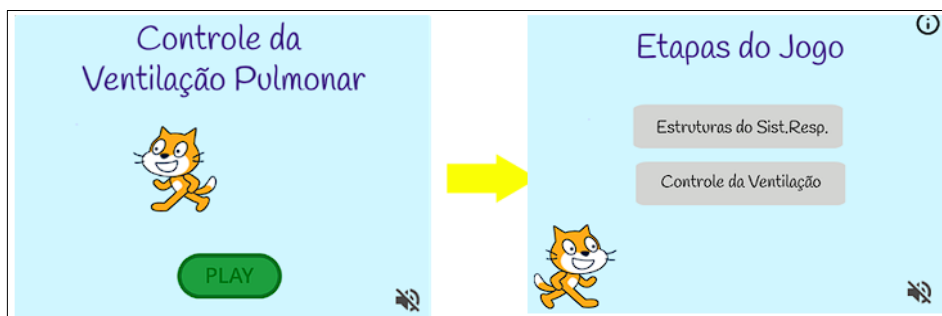 Controle da
Ventilação Pulmonar
PLAY
Etapas do Jogo
Estruturas do Sist.Resp.
Controle da Ventilação